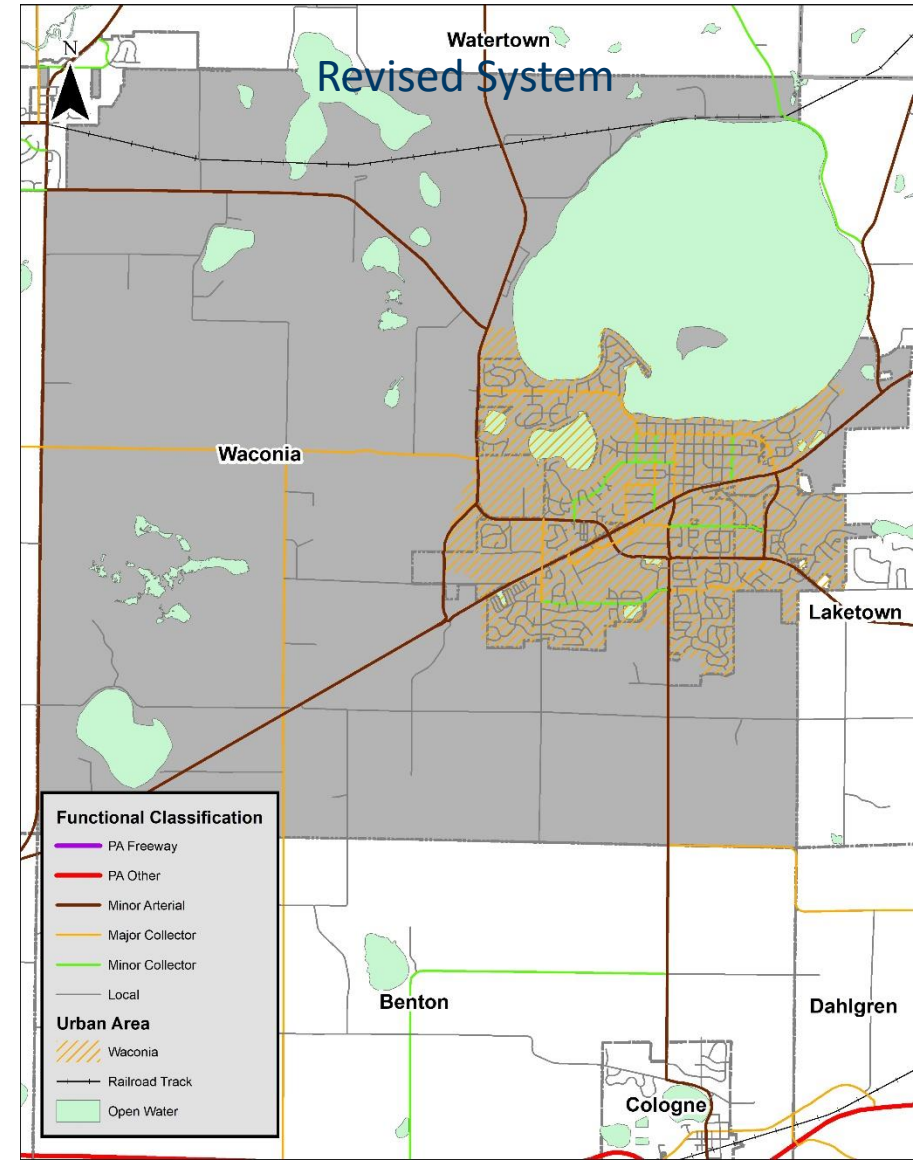 Watertown
N
Revised System
Waconia
Laketown
Functional Classification
PA Freeway
PA Other
Minor Arterial
Major Collector
Minor Collector
Local
Urban Area
Waconia
Railroad Track
Open Water
Benton
Dahlgren
Cologne